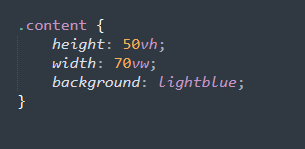 .content {
    height: 50vh;
    width: 70vw;
    background: lightblue;
}